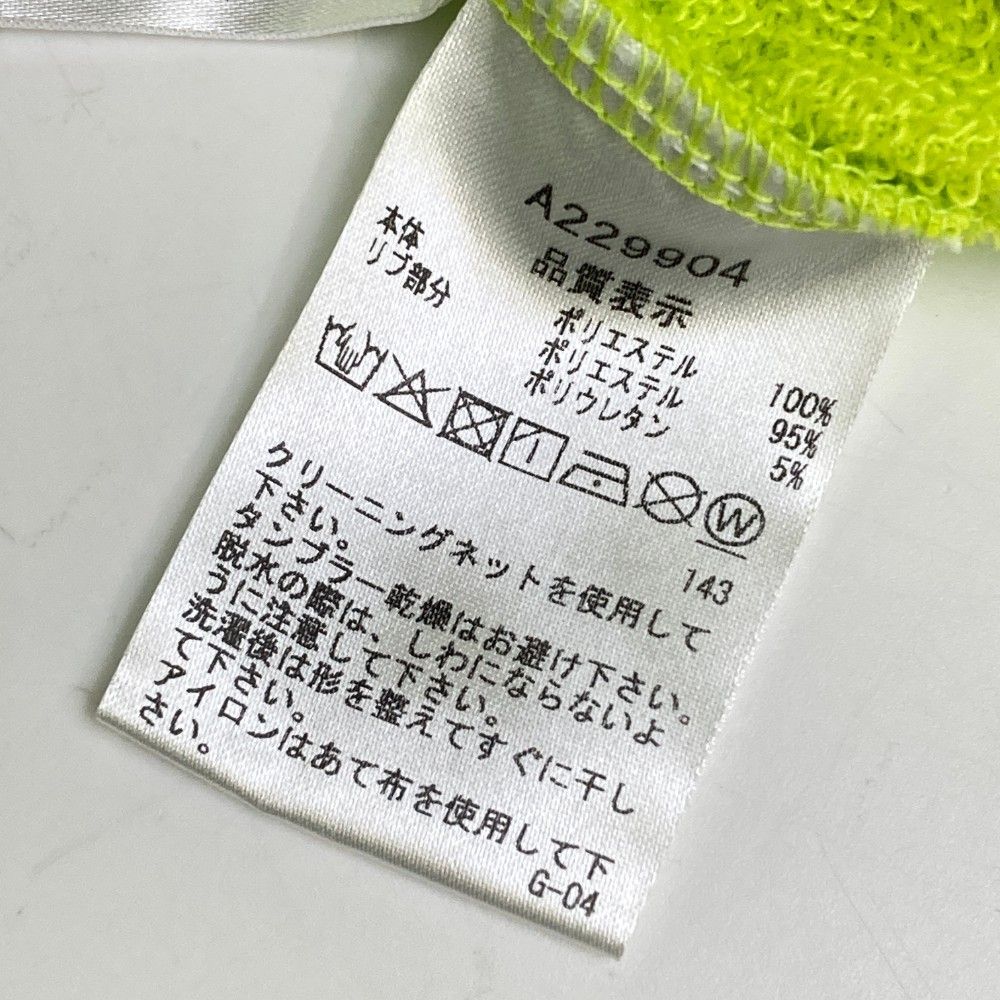 A229904
品質表示
本体 ポリエステル 100%
リブ部分 ポリエステル 95%
ポリウレタン 5%
W
143
クリーニングネットを使用して
下さい。
タンブラー乾燥はお避け下さい。
脱水の際は、しわにならないよ
うに注意して下さい。
洗濯後は形を整えてすぐに干し
て下さい。
アイロンはあて布を使用して下
さい。
G-04